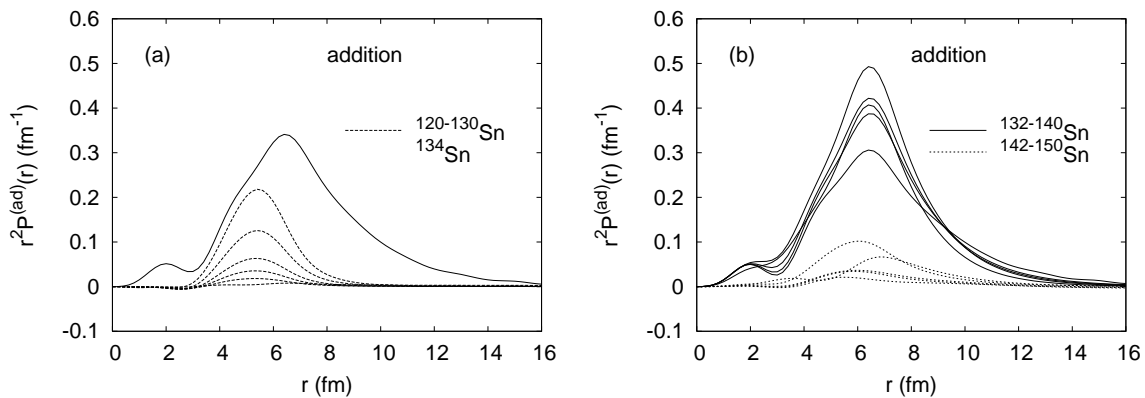 (a) addition
120-130Sn
134Sn
r²P(ad)(r) (fm-1)
0.6
0.5
0.4
0.3
0.2
0.1
0
-0.1
0 2 4 6 8 10 12 14 16
r (fm)
(b) addition
132-140Sn
142-150Sn
r²P(ad)(r) (fm-1)
0.6
0.5
0.4
0.3
0.2
0.1
0
-0.1
0 2 4 6 8 10 12 14 16
r (fm)